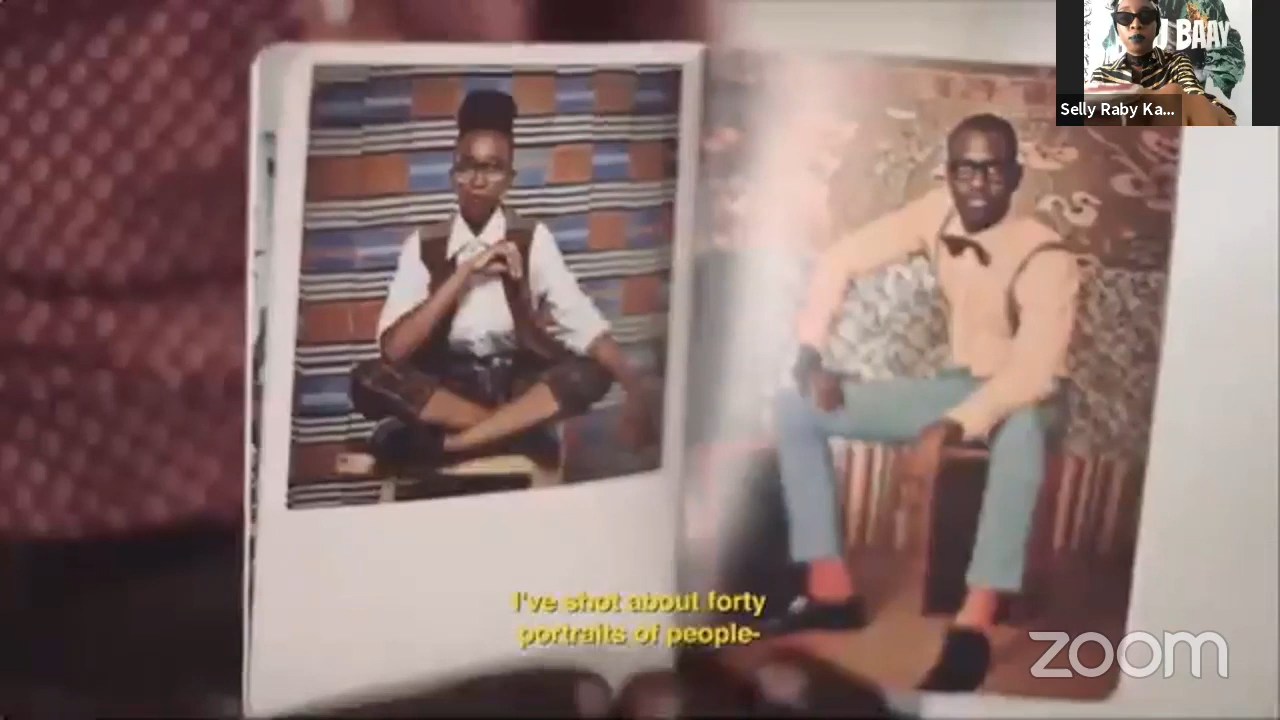 BAAY
Selly Raby Ka...
I've shot about forty
portraits of people-
zoom